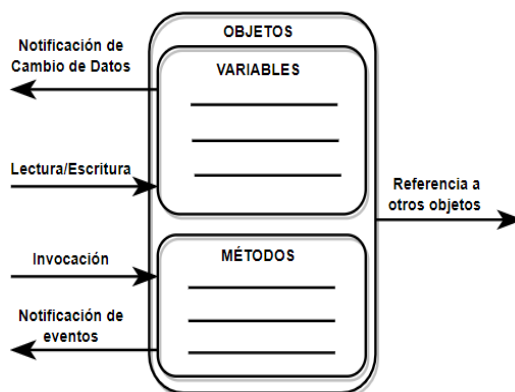 OBJETOS
Notificación de
Cambio de Datos
VARIABLES
Lectura/Escritura
Referencia a
otros objetos
Invocación
MÉTODOS
Notificación de
eventos